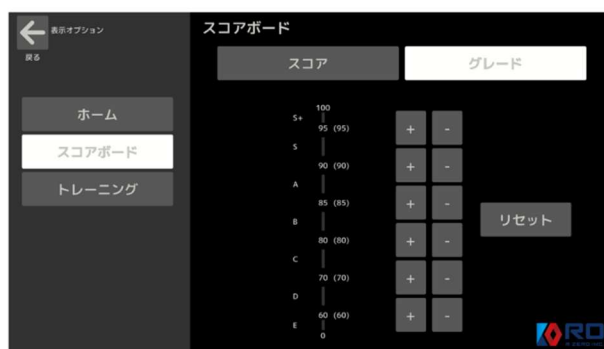 表示オプション
戻る
ホーム
スコアボード
トレーニング
スコアボード
スコア
グレード
100
S+
95 (95)
+ -
S
90 (90)
+ -
A
85 (85)
+ -
B
80 (80)
+ -
リセット
C
70 (70)
+ -
D
60 (60)
+ -
E
0
RO